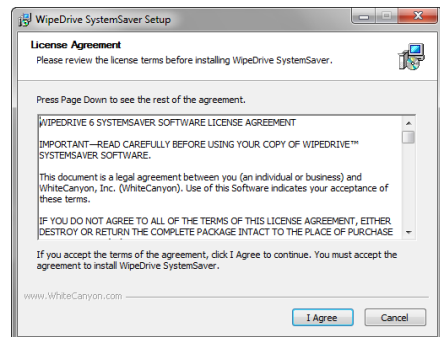 WipeDrive SystemSaver Setup
License Agreement
Please review the license terms before installing WipeDrive SystemSaver.
Press Page Down to see the rest of the agreement.
WIPEDRIVE 6 SYSTEMSAVER SOFTWARE LICENSE AGREEMENT
IMPORTANT—READ CAREFULLY BEFORE USING YOUR COPY OF WIPEDRIVE™
SYSTEMSAVER SOFTWARE.
This document is a legal agreement between you (an individual or business) and
WhiteCanyon, Inc. (WhiteCanyon). Use of this Software indicates your acceptance of
these terms.
IF YOU DO NOT AGREE TO ALL OF THE TERMS OF THIS LICENSE AGREEMENT, EITHER
DESTROY OR RETURN THE COMPLETE PACKAGE INTACT TO THE PLACE OF PURCHASE
If you accept the terms of the agreement, click I Agree to continue. You must accept the
agreement to install WipeDrive SystemSaver.
www.WhiteCanyon.com
I Agree
Cancel